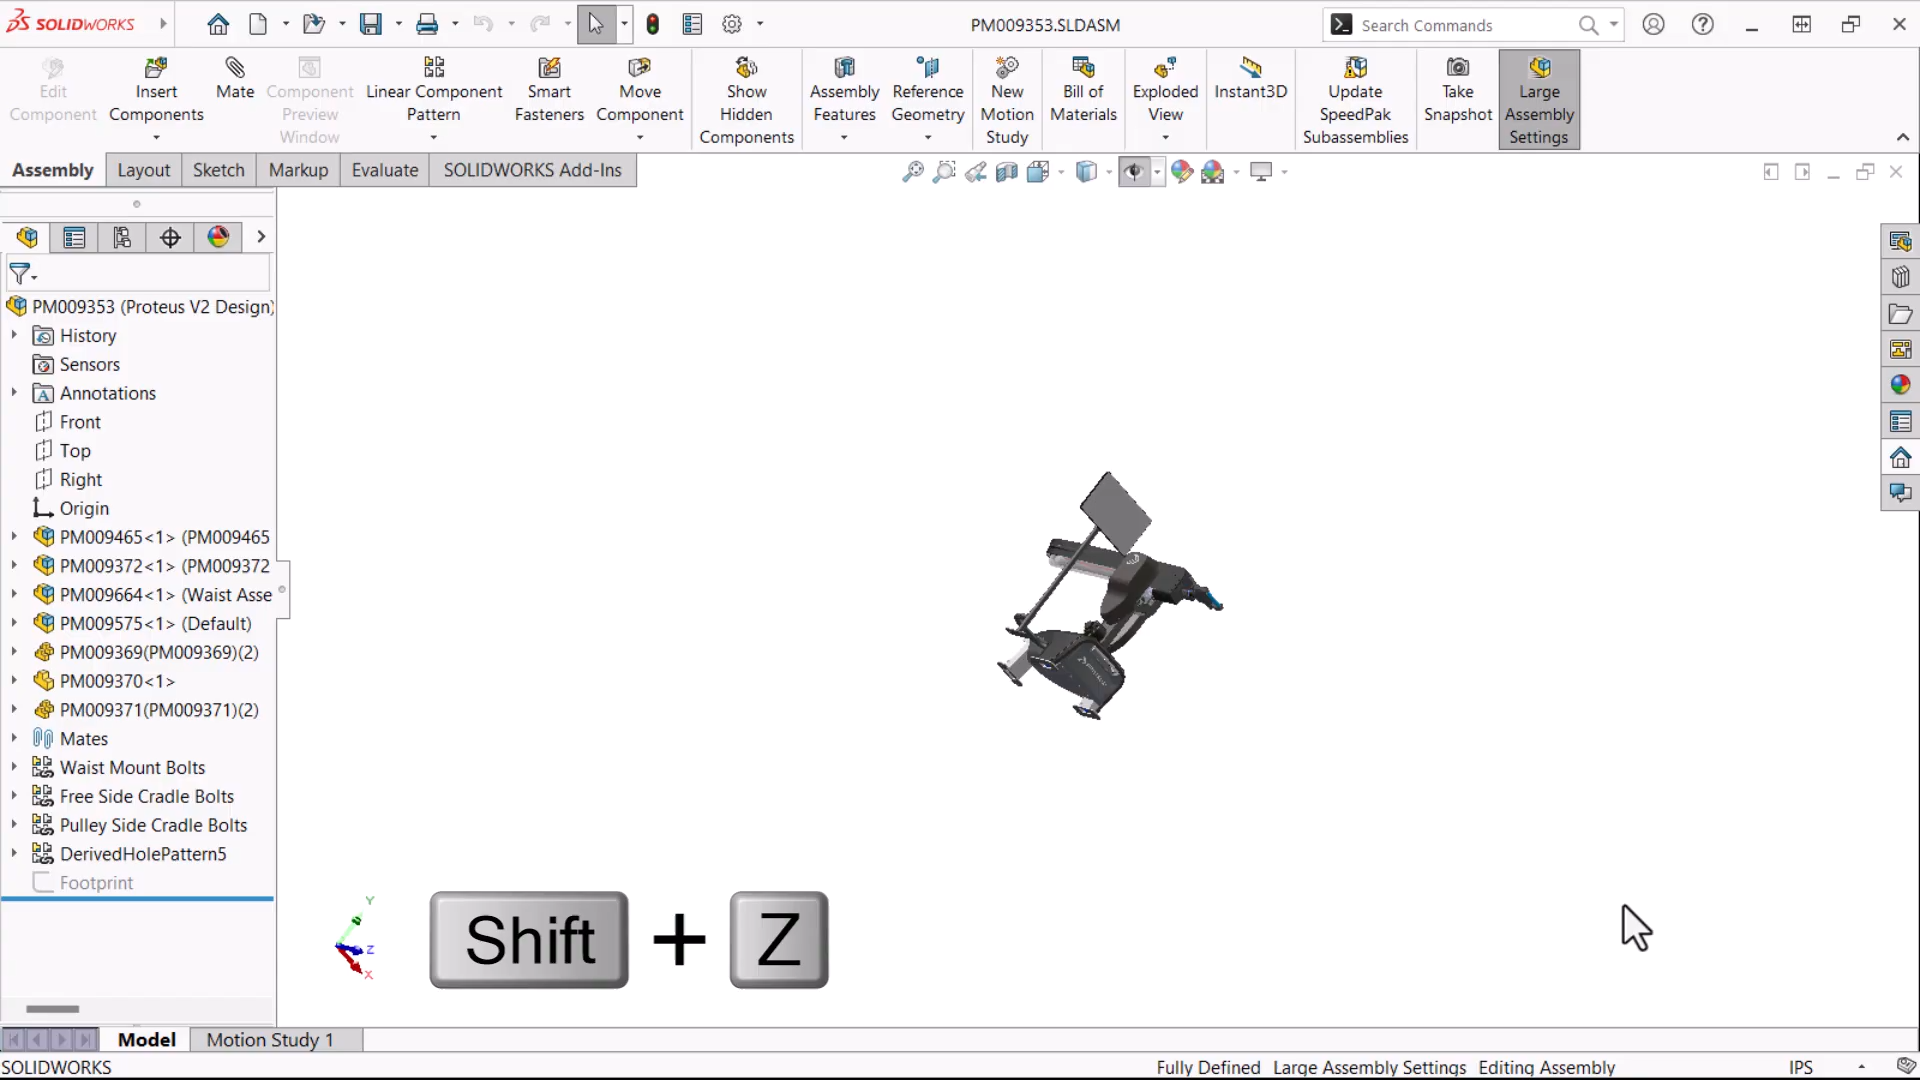 SOLIDWORKS
PM009353.SLDASM
Search Commands
Edit
Component
Insert
Components
Mate
Component
Preview
Window
Linear Component
Pattern
Smart
Fasteners
Move
Component
Show
Hidden
Components
Assembly
Features
Reference
Geometry
New
Motion
Study
Bill of
Materials
Exploded
View
Instant3D
Update
SpeedPak
Subassemblies
Take
Snapshot
Large
Assembly
Settings
Assembly
Layout
Sketch
Markup
Evaluate
SOLIDWORKS Add-Ins
PM009353 (Proteus V2 Design)
History
Sensors
Annotations
Front
Top
Right
Origin
PM009465<1> (PM009465
PM009372<1> (PM009372
PM009664<1> (Waist Asse
PM009575<1> (Default)
PM009369(PM009369)(2)
PM009370<1>
PM009371(PM009371)(2)
Mates
Waist Mount Bolts
Free Side Cradle Bolts
Pulley Side Cradle Bolts
DerivedHolePattern5
Footprint
Y
Z
X
Shift + Z
Model
Motion Study 1
SOLIDWORKS
Fully Defined
Large Assembly Settings
Editing Assembly
IPS